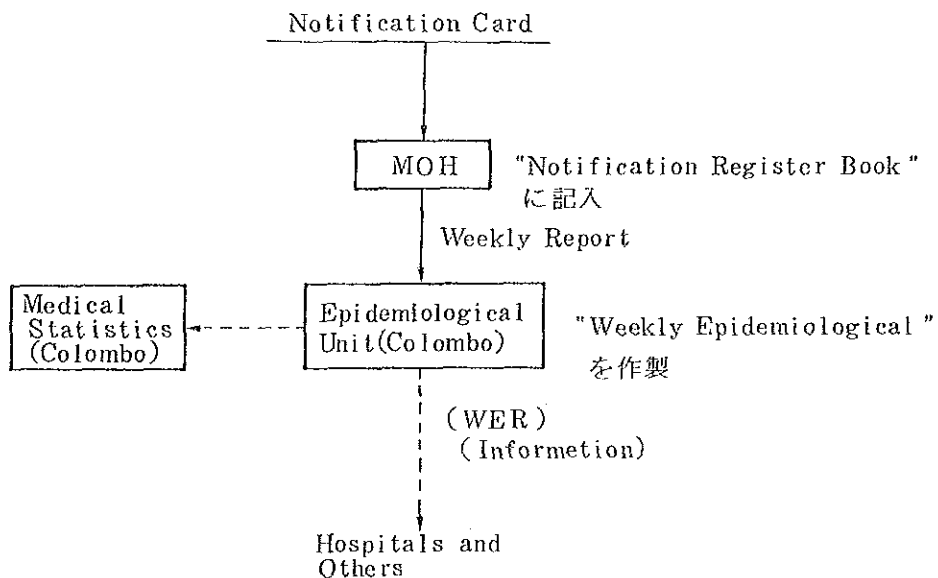 Notification Card
MOH
"Notification Register Book"
に記入
Weekly Report
Medical
Statistics
(Colombo)
Epidemiological
Unit(Colombo)
"Weekly Epidemiological"
を作製
(WER)
(Informetion)
Hospitals and
Others